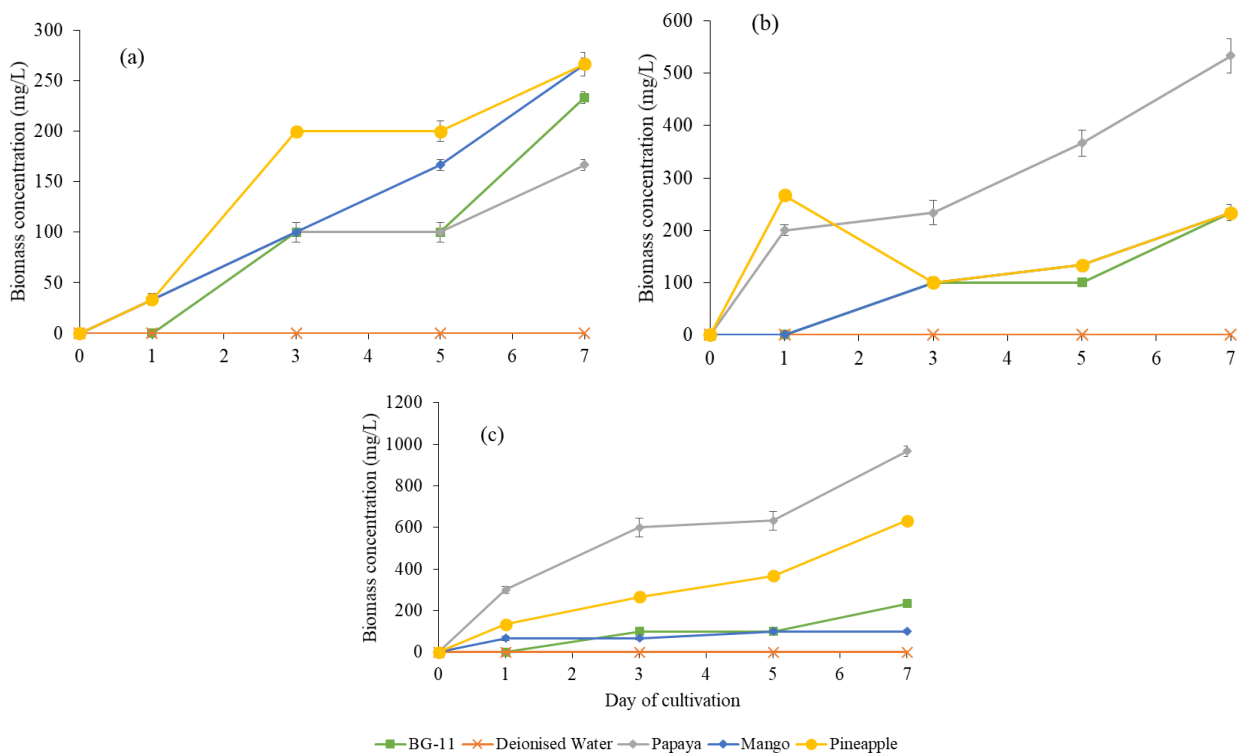 (a)
Biomass concentration (mg/L)
300
250
200
150
100
50
0
0 1 2 3 4 5 6 7
(b)
Biomass concentration (mg/L)
600
500
400
300
200
100
0
0 1 2 3 4 5 6 7
(c)
Biomass concentration (mg/L)
1200
1000
800
600
400
200
0
0 1 2 3 4 5 6 7
Day of cultivation
BG-11 Deionised Water Papaya Mango Pineapple